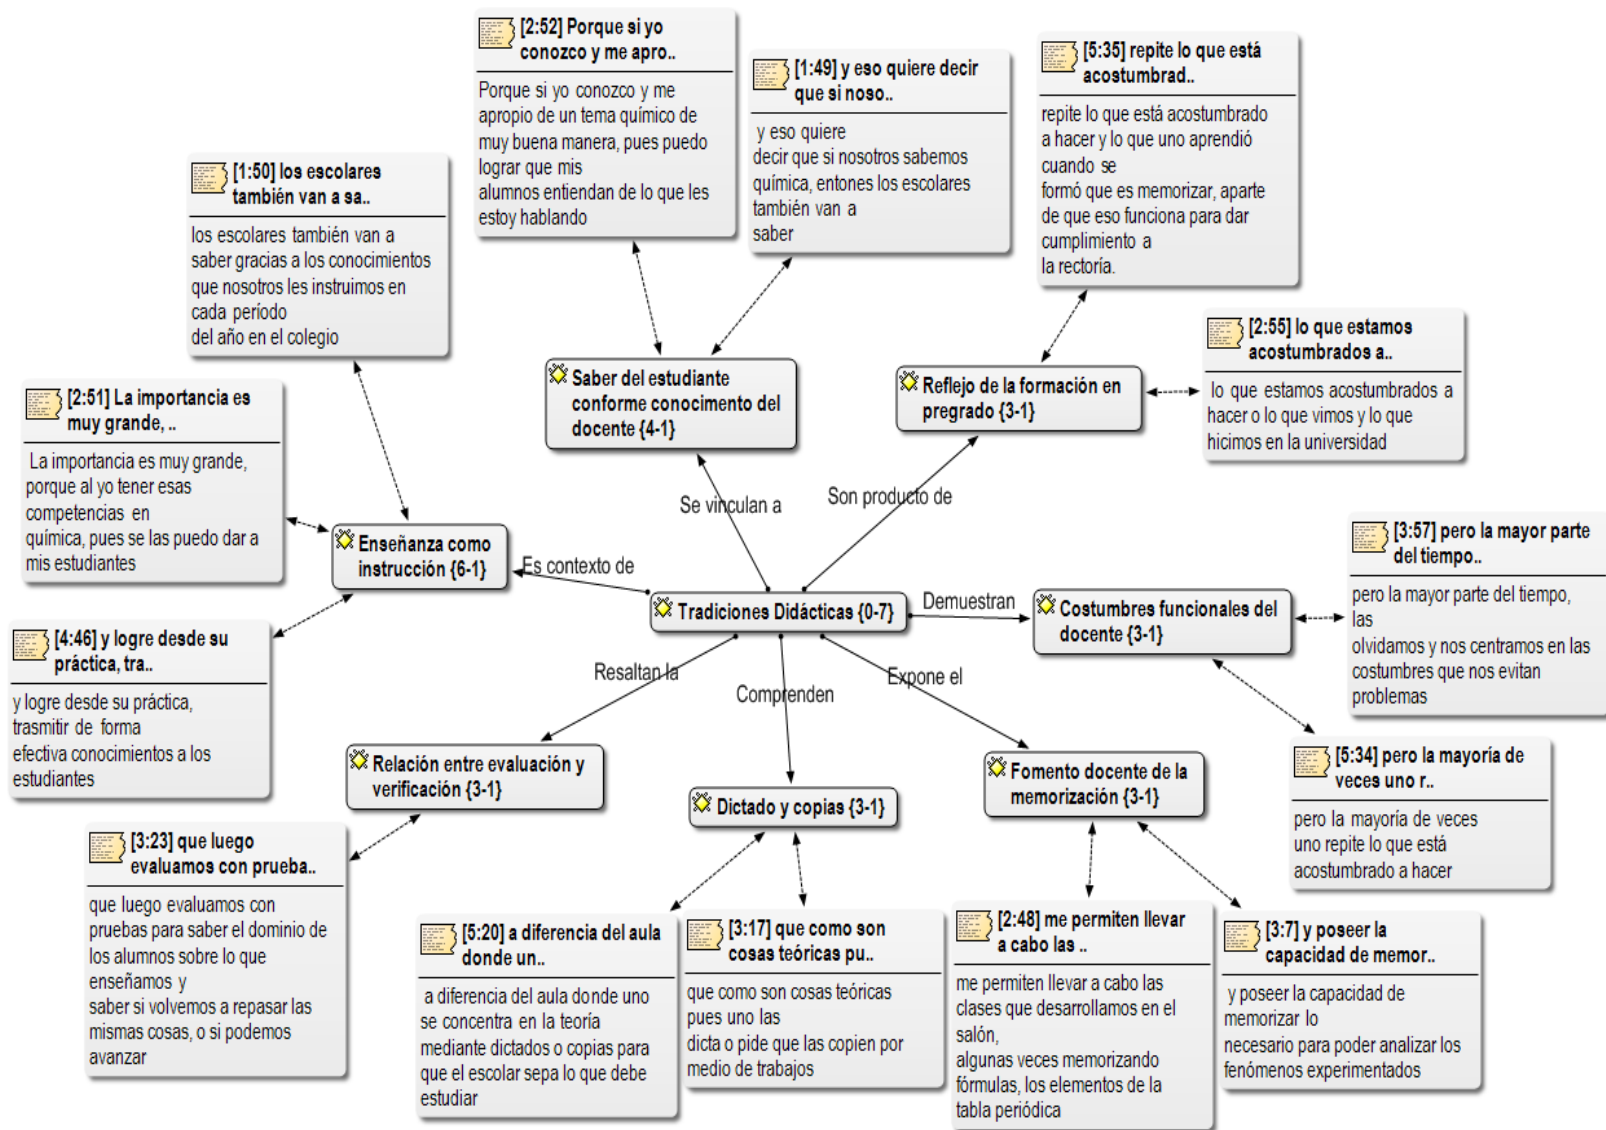 [2:52] Porque si yo
conozco y me apro..
Porque si yo conozco y me
apropio de un tema químico de
muy buena manera, pues puedo
lograr que mis
alumnos entiendan de lo que les
estoy hablando
[1:49] y eso quiere decir
que si noso..
y eso quiere
decir que si nosotros sabemos
química, entones los escolares
también van a
saber
[5:35] repite lo que está
acostumbrad..
repite lo que está acostumbrado
a hacer y lo que uno aprendió
cuando se
formó que es memorizar, aparte
de que eso funciona para dar
cumplimiento a
la rectoría.
[1:50] los escolares
también van a sa..
los escolares también van a
saber gracias a los conocimientos
que nosotros les instruimos en
cada período
del año en el colegio
[2:55] lo que estamos
acostumbrados a..
lo que estamos acostumbrados a
hacer o lo que vimos y lo que
hicimos en la universidad
Saber del estudiante
conforme conocimento del
docente {4-1}
Reflejo de la formación en
pregrado {3-1}
[2:51] La importancia es
muy grande, ..
La importancia es muy grande,
porque al yo tener esas
competencias en
química, pues se las puedo dar a
mis estudiantes
Se vinculan a
Son producto de
Enseñanza como
instrucción {6-1}
Es contexto de
Tradiciones Didácticas {0-7}
Demuestran
Costumbres funcionales del
docente {3-1}
[3:57] pero la mayor parte
del tiempo..
pero la mayor parte del tiempo,
las
olvidamos y nos centramos en las
costumbres que nos evitan
problemas
[4:46] y logre desde su
práctica, tra..
y logre desde su práctica,
trasmitir de forma
efectiva conocimientos a los
estudiantes
Resaltan la
Comprenden
Expone el
Relación entre evaluación y
verificación {3-1}
Dictado y copias {3-1}
Fomento docente de la
memorización {3-1}
[5:34] pero la mayoría de
veces uno r..
pero la mayoría de veces
uno repite lo que está
acostumbrado a hacer
[3:23] que luego
evaluamos con prueba..
que luego evaluamos con
pruebas para saber el dominio de
los alumnos sobre lo que
enseñamos y
saber si volvemos a repasar las
mismas cosas, o si podemos
avanzar
[5:20] a diferencia del aula
donde un..
a diferencia del aula donde uno
se concentra en la teoría
mediante dictados o copias para
que el escolar sepa lo que debe
estudiar
[3:17] que como son
cosas teóricas pu..
que como son cosas teóricas
pues uno las
dicta o pide que las copien por
medio de trabajos
[2:48] me permiten llevar
a cabo las ..
me permiten llevar a cabo las
clases que desarrollamos en el
salón,
algunas veces memorizando
fórmulas, los elementos de la
tabla periódica
[3:7] y poseer la
capacidad de memor..
y poseer la capacidad de
memorizar lo
necesario para poder analizar los
fenómenos experimentados